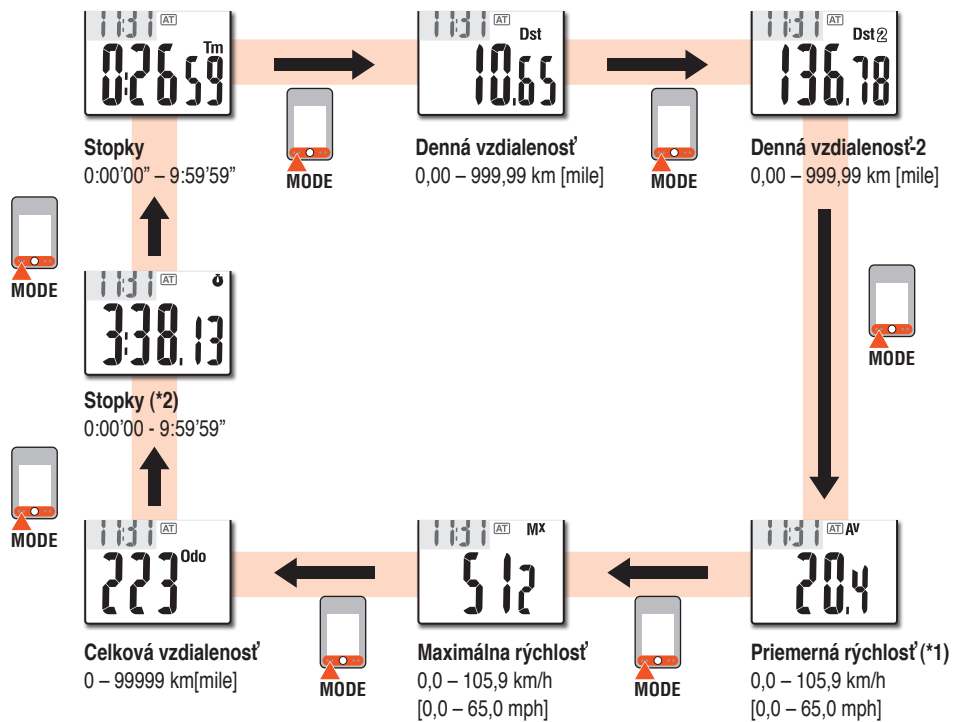 11:31 AT
Tm
0:26 59
Stopky
0:00'00" – 9:59'59"
MODE
11:31 AT
Dst
10.65
Denná vzdialenosť
0,00 – 999,99 km [mile]
MODE
11:31 AT
Dst2
136.78
Denná vzdialenosť-2
0,00 – 999,99 km [mile]
MODE
11:31 AT AV
20.4
Priemerná rýchlosť (*1)
0,0 – 105,9 km/h
[0,0 – 65,0 mph]
MODE
11:31 AT MX
51.2
Maximálna rýchlosť
0,0 – 105,9 km/h
[0,0 – 65,0 mph]
MODE
11:31 AT
Odo
223
Celková vzdialenosť
0 – 99999 km[mile]
MODE
11:31 AT
3:38.13
Stopky (*2)
0:00'00 - 9:59'59"
MODE